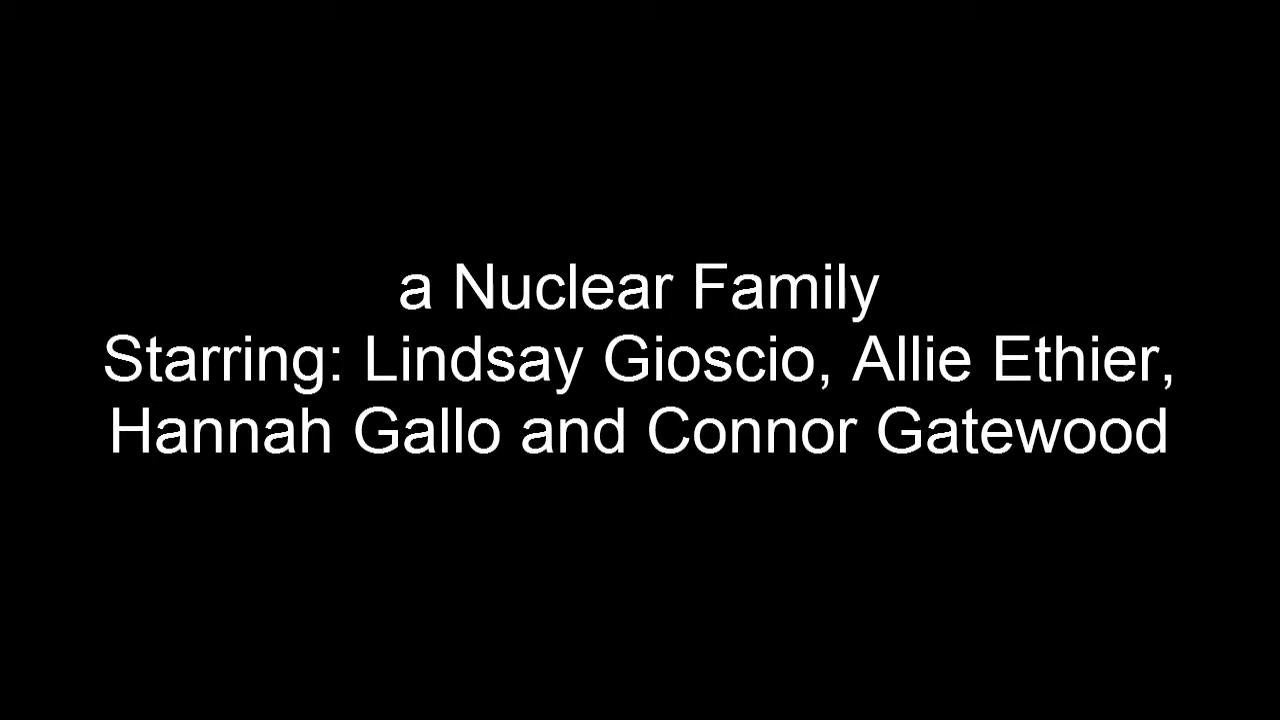 a Nuclear Family
Starring: Lindsay Gioscio, Allie Ethier,
Hannah Gallo and Connor Gatewood